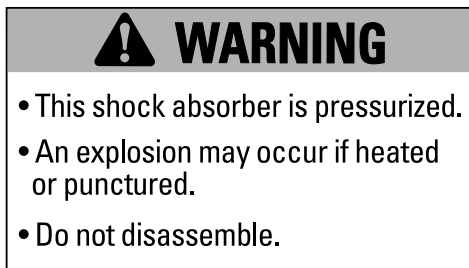 WARNING
• This shock absorber is pressurized.
• An explosion may occur if heated
or punctured.
• Do not disassemble.